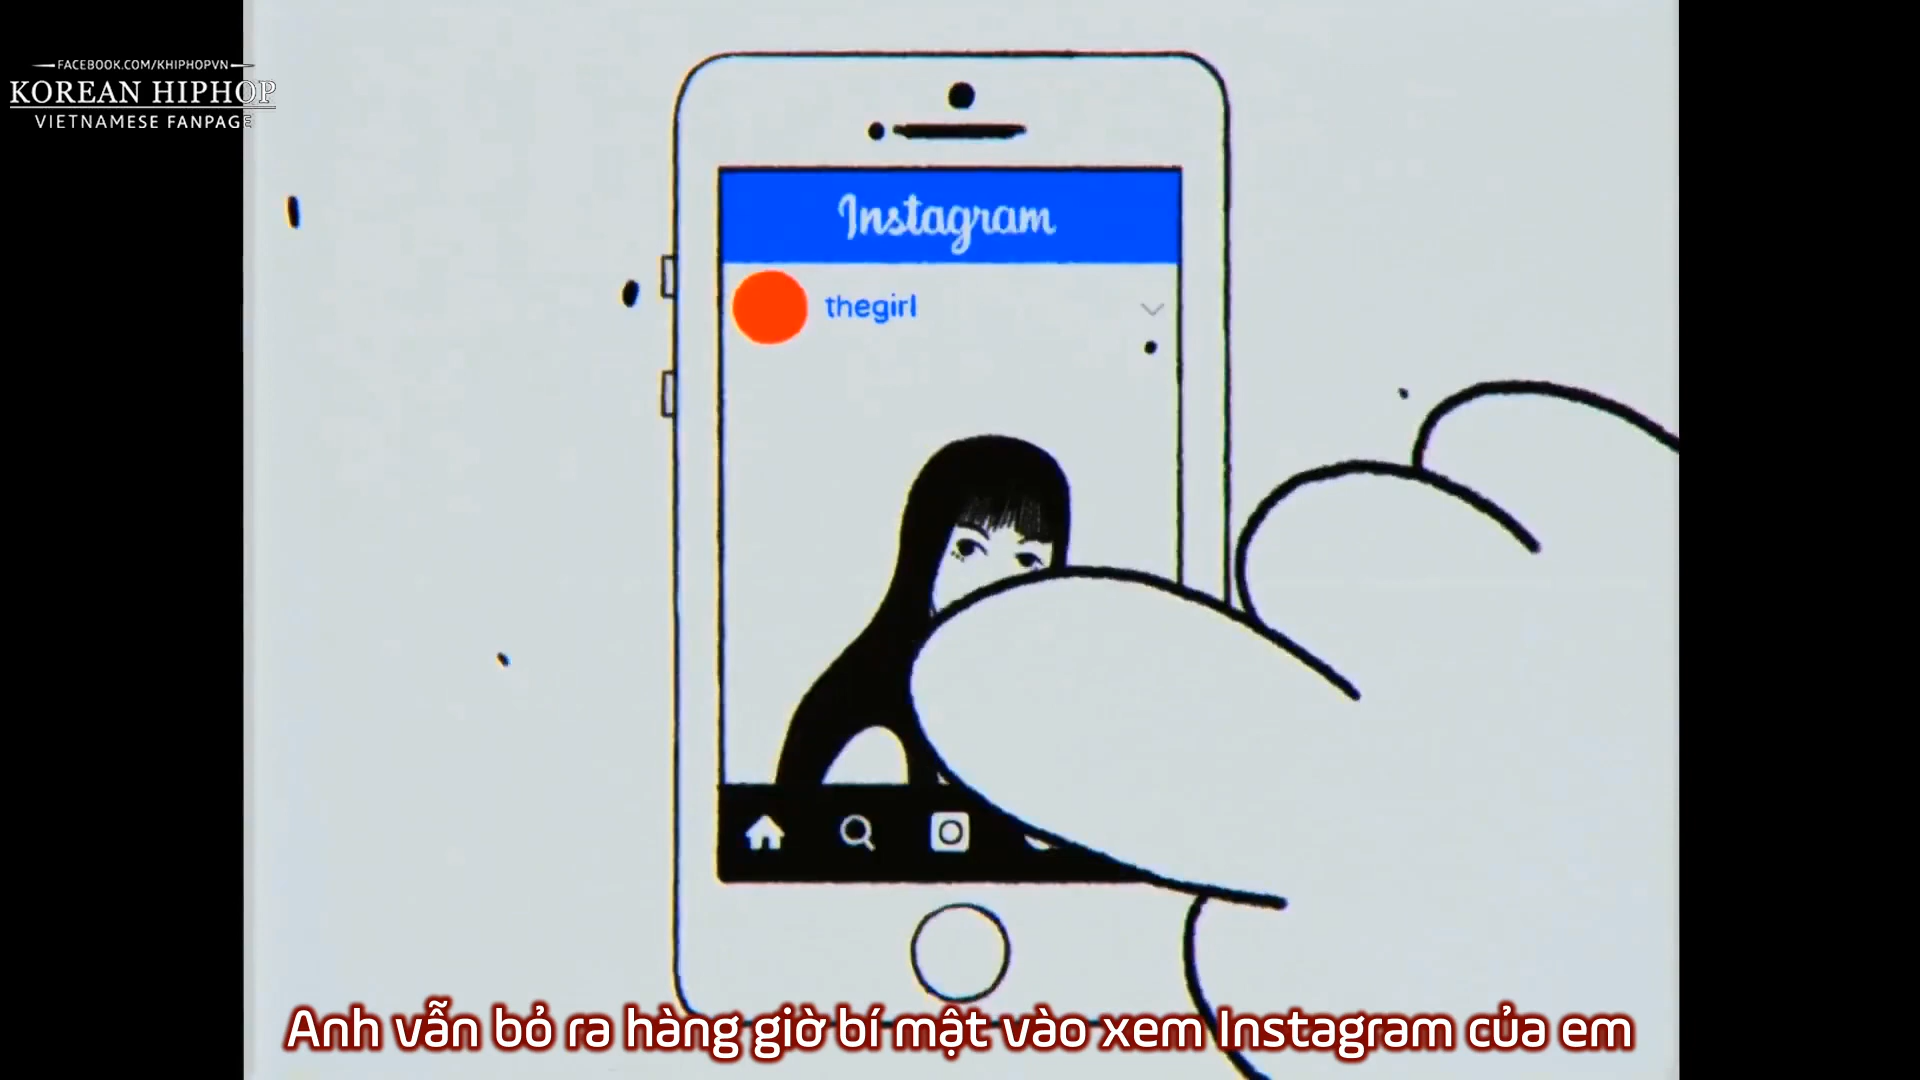 FACEBOOK.COM/KHIPHOPVN
KOREAN HIPHOP
VIETNAMESE FANPAGE
Instagram
thegirl
Anh vẫn bỏ ra hàng giờ bí mật vào xem Instagram của em